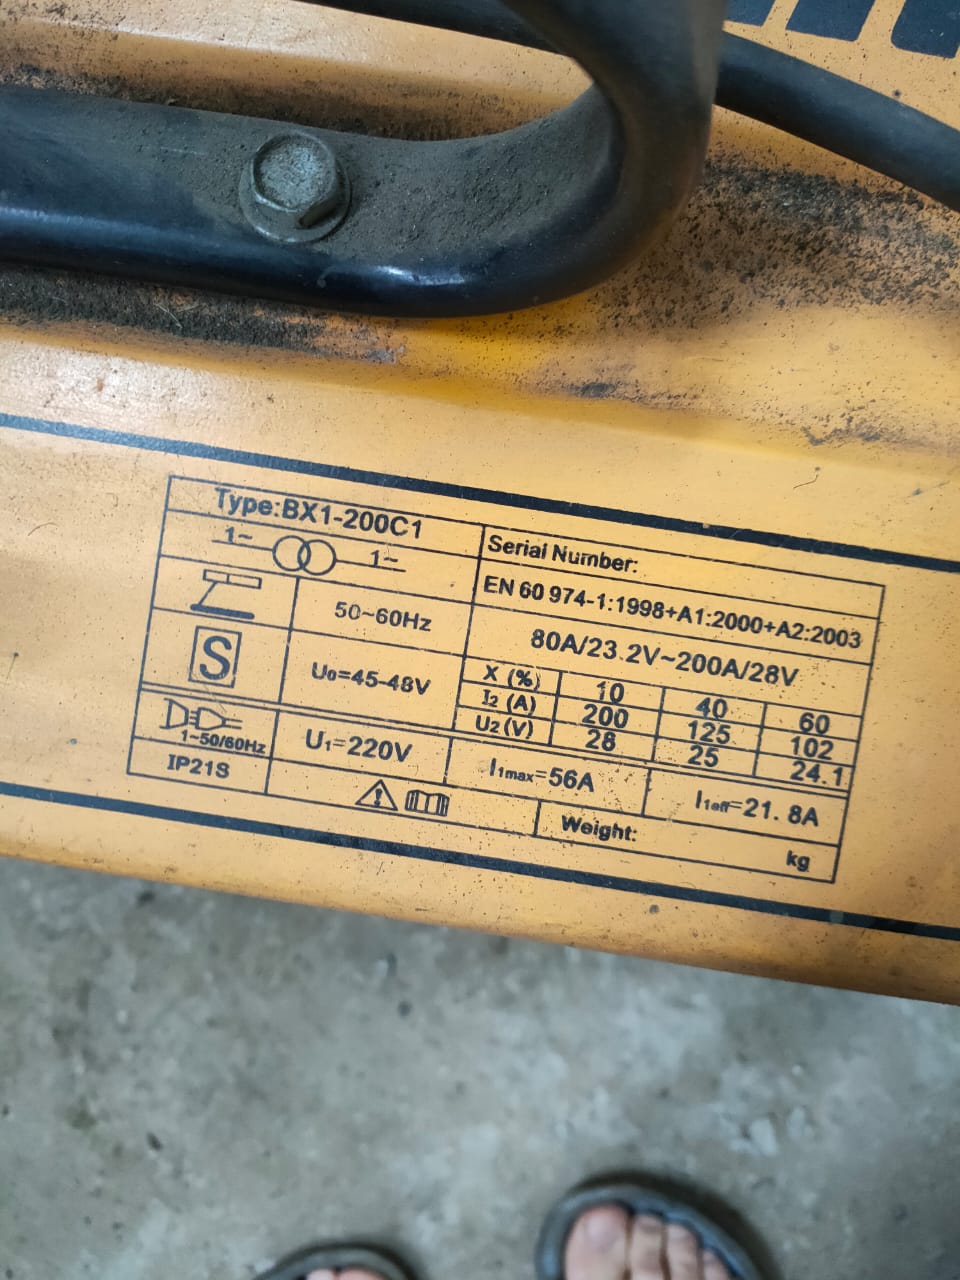 Type:BX1-200C1
Serial Number:
1~ 1~
EN 60 974-1:1998+A1:2000+A2:2003
50~60Hz
80A/23.2V~200A/28V
S
U₀=45-48V
X (%) 10 40 60
I₂ (A) 200 125 102
U₂ (V) 28 25 24.1
1~50/60Hz
U₁=220V
I₁max=56A
I₁eff=21.8A
IP21S
Weight: kg